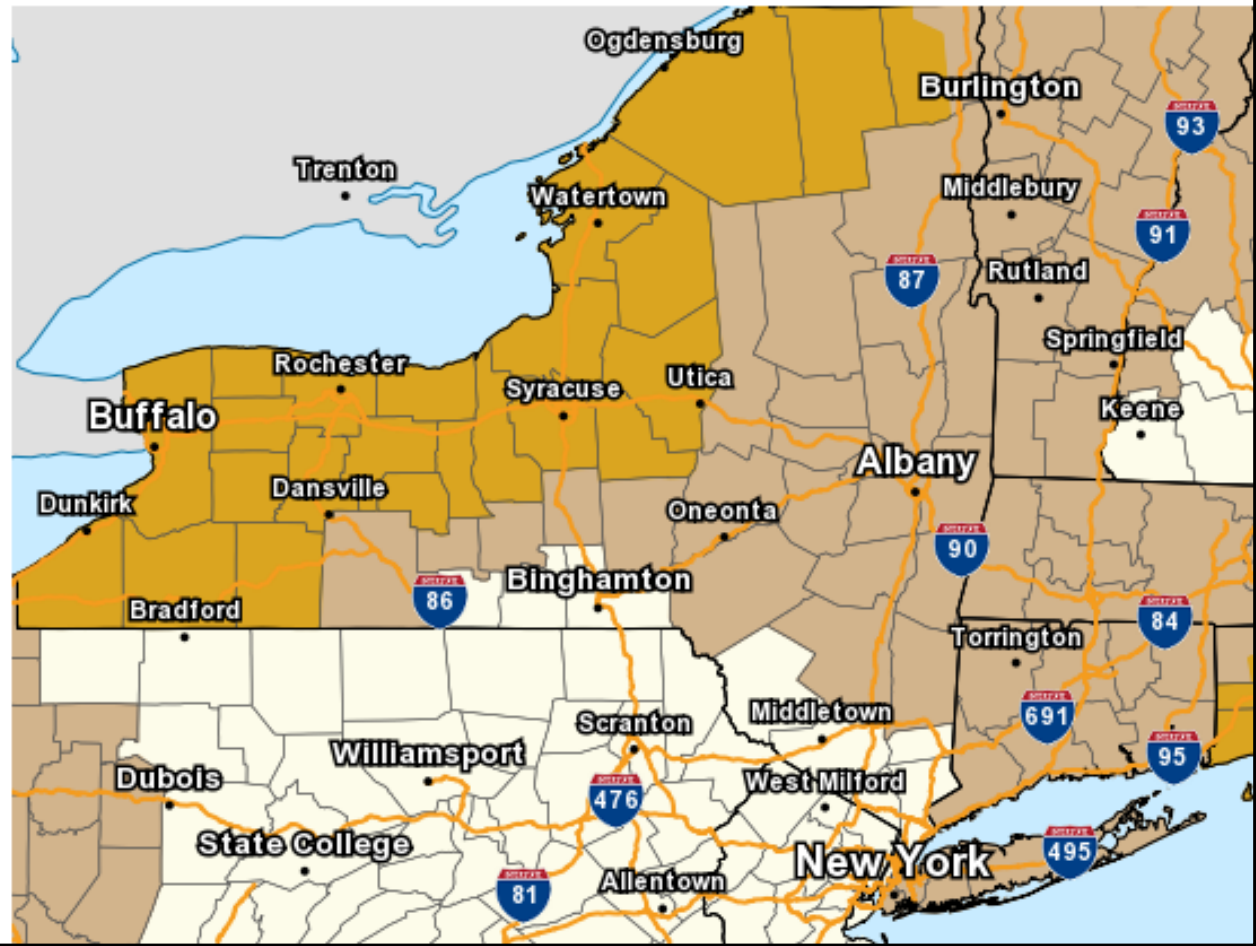 Ogdensburg
Burlington
93
Trenton
Watertown
Middlebury
91
87
Rutland
Springfield
Rochester
Syracuse
Utica
Buffalo
Keene
Albany
Dunkirk
Dansville
Oneonta
90
Binghamton
86
Bradford
84
Torrington
Scranton
Middletown
691
Williamsport
95
Dubois
West Milford
476
State College
New York
495
81
Allentown